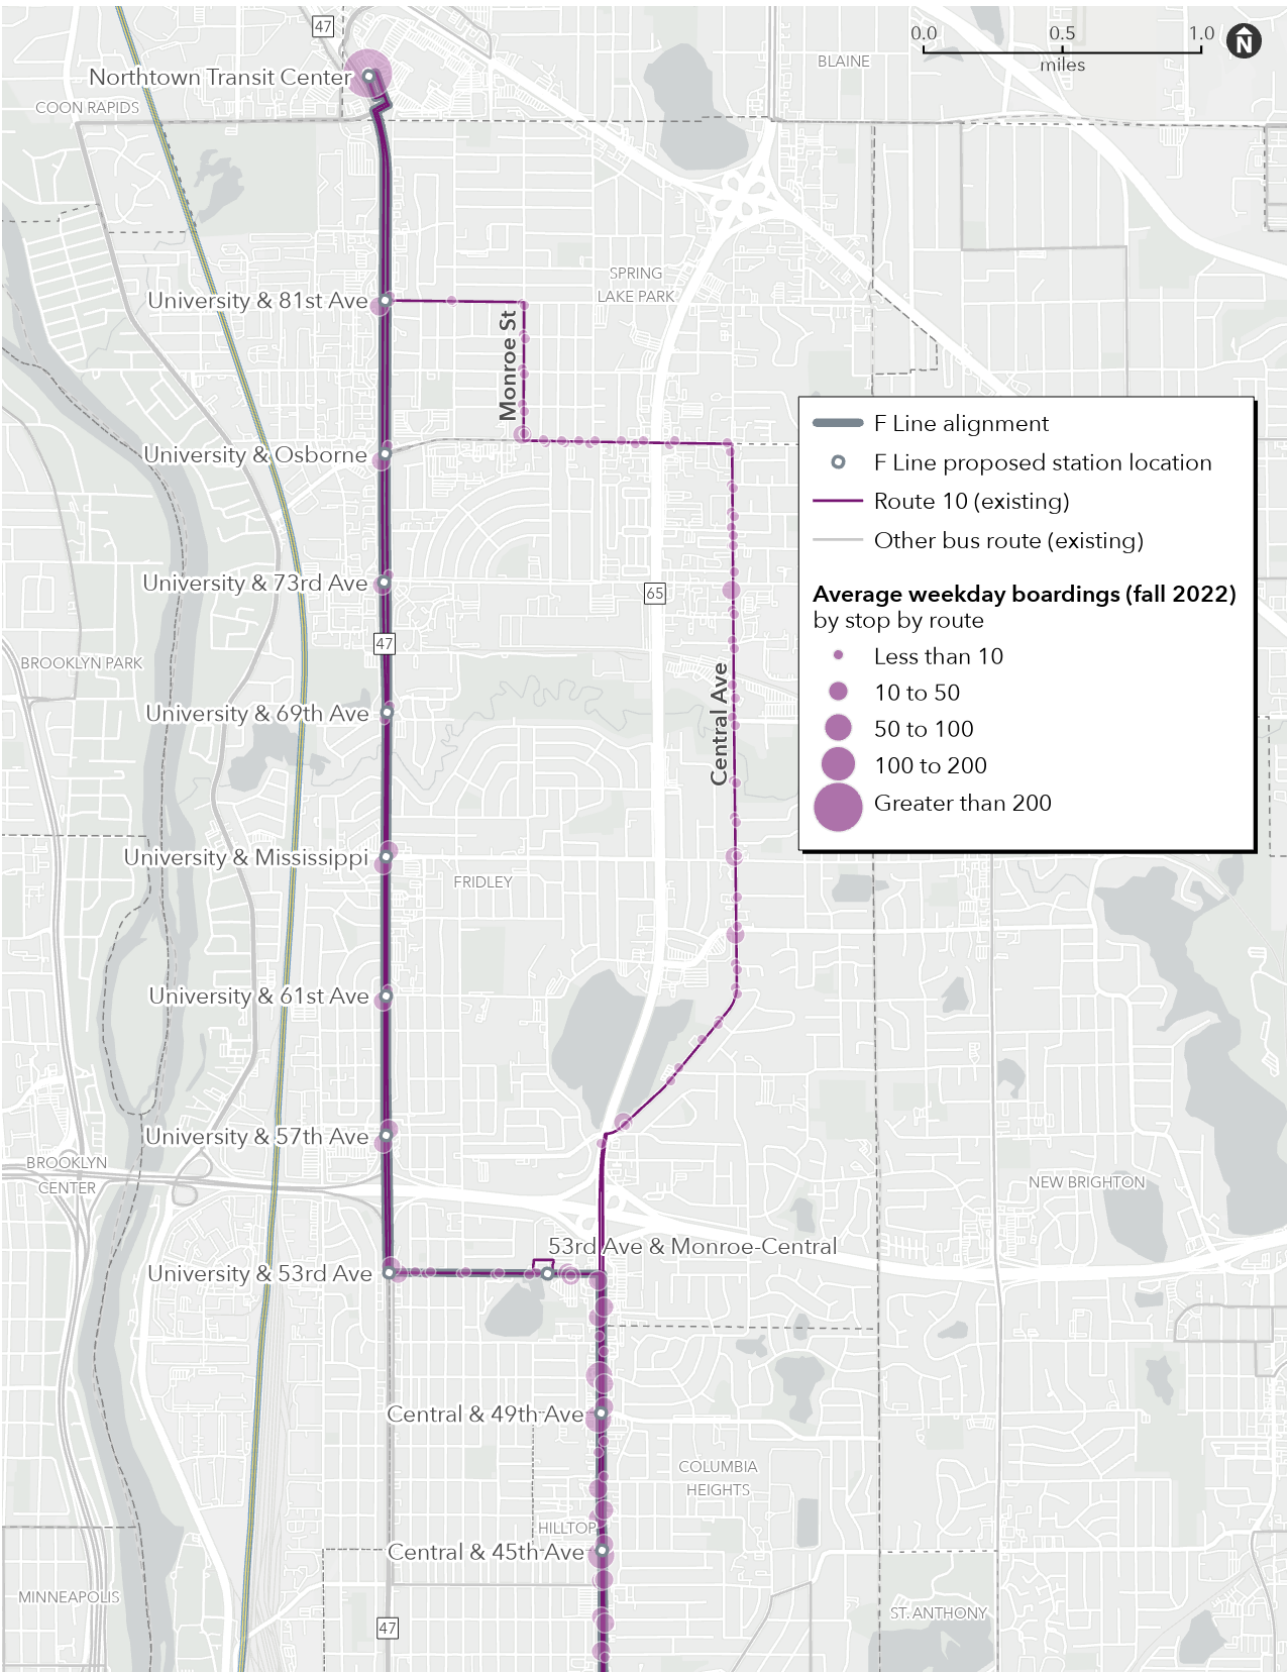 47
0.0 0.5 1.0
N
miles
BLAINE
Northtown Transit Center
COON RAPIDS
SPRING
LAKE PARK
University & 81st Ave
Monroe St
University & Osborne
F Line alignment
F Line proposed station location
Route 10 (existing)
Other bus route (existing)
Average weekday boardings (fall 2022)
by stop by route
Less than 10
10 to 50
50 to 100
100 to 200
Greater than 200
University & 73rd Ave
65
47
BROOKLYN PARK
Central Ave
University & 69th Ave
University & Mississippi
FRIDLEY
University & 61st Ave
University & 57th Ave
BROOKLYN
CENTER
NEW BRIGHTON
53rd Ave & Monroe-Central
University & 53rd Ave
Central & 49th Ave
COLUMBIA
HEIGHTS
HILLTOP
Central & 45th Ave
MINNEAPOLIS
ST. ANTHONY
47